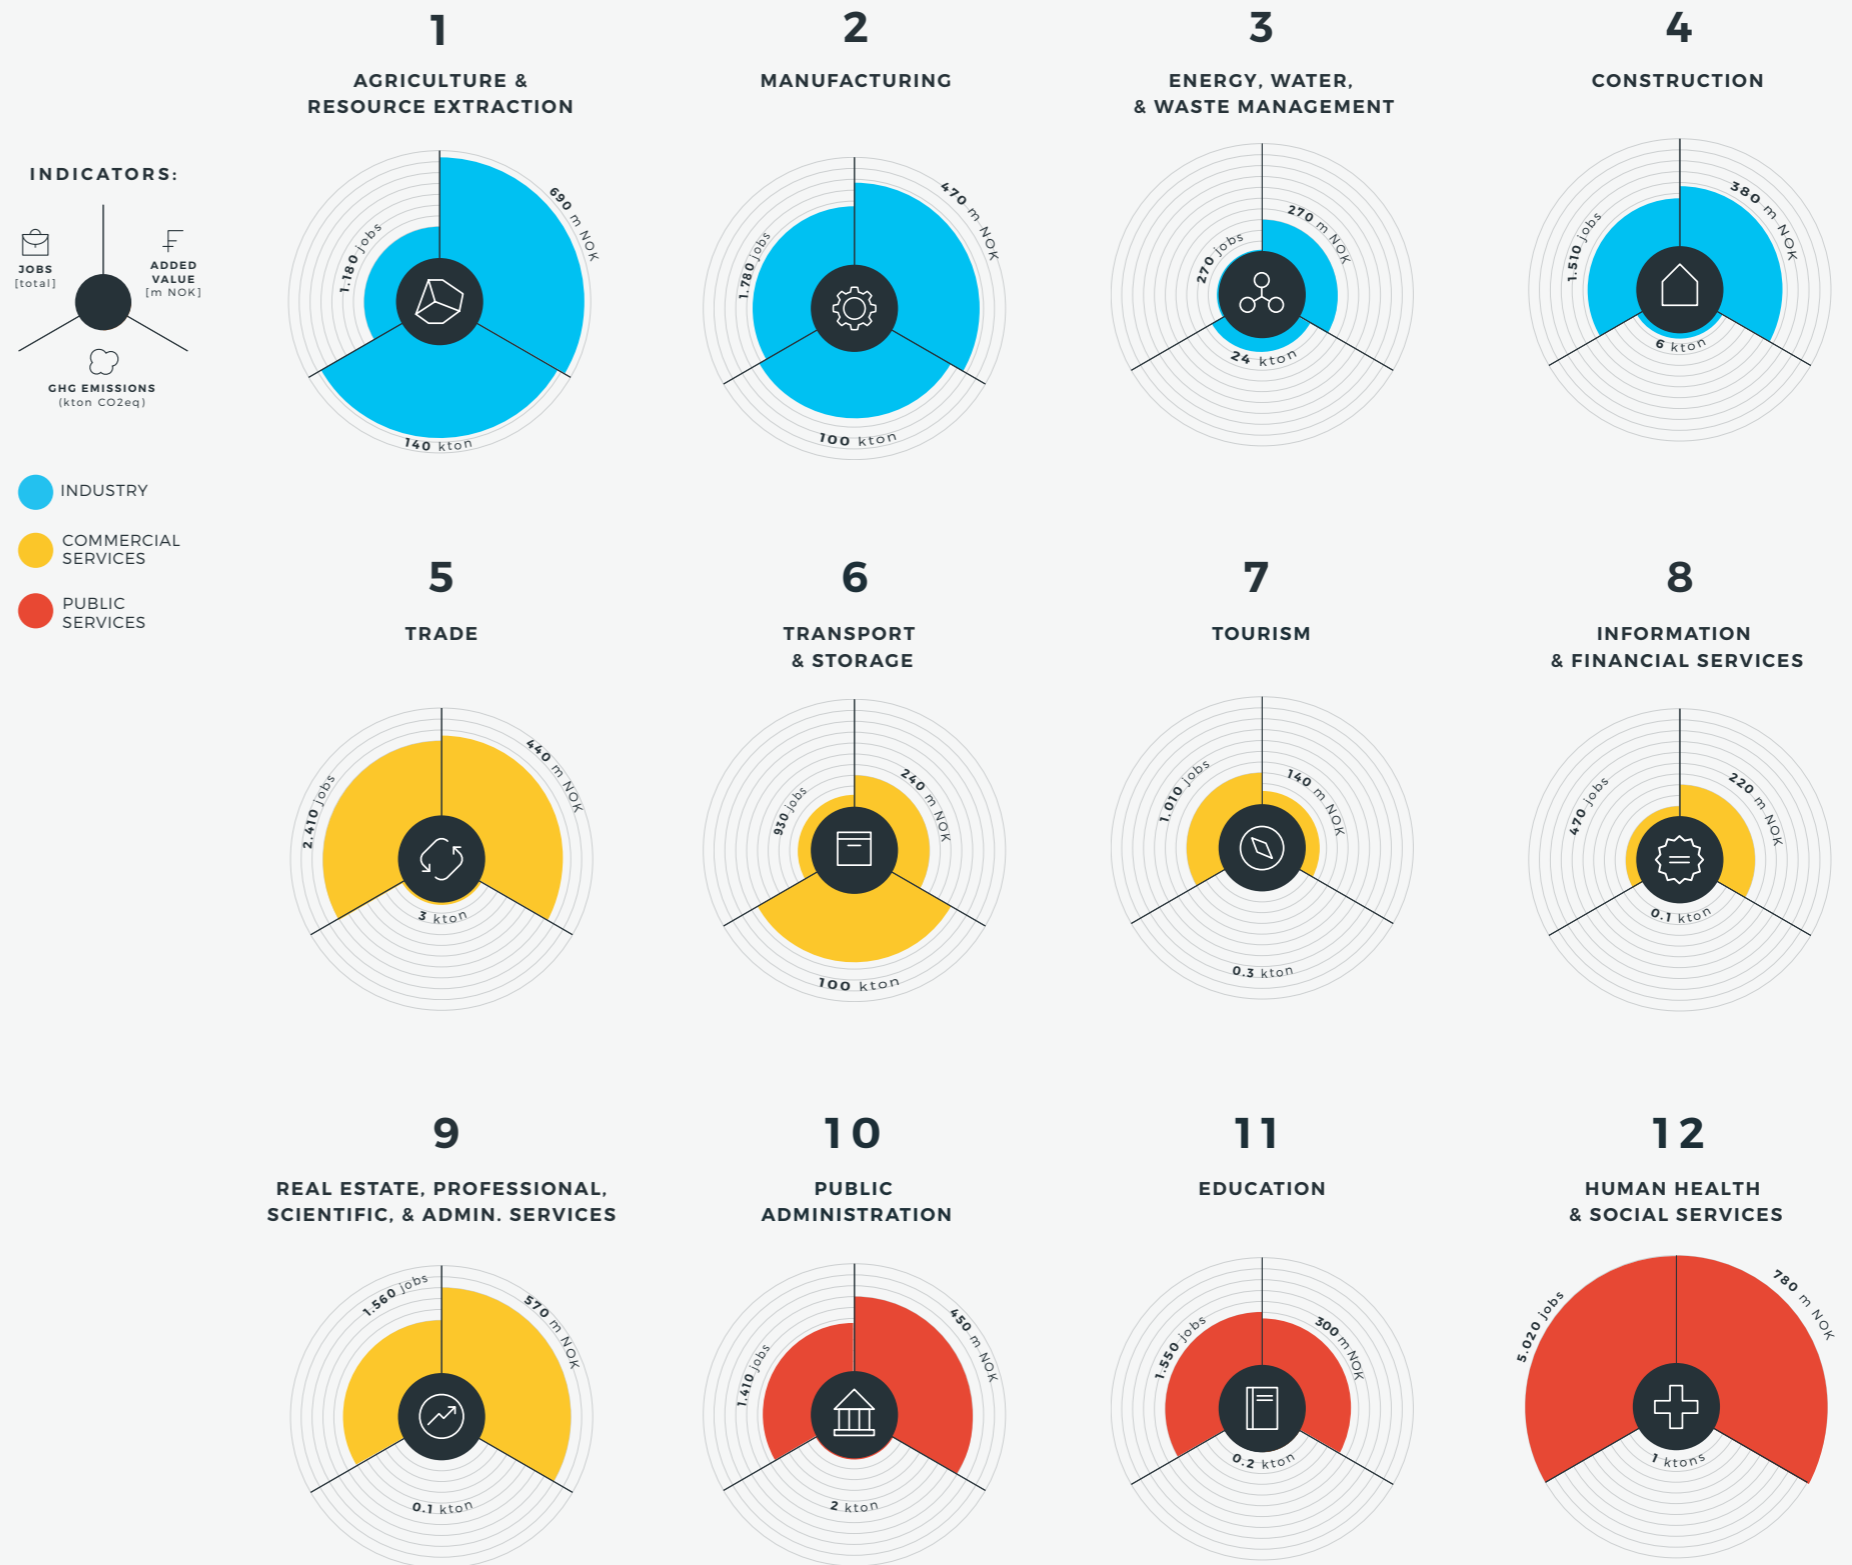 1
AGRICULTURE &
RESOURCE EXTRACTION
2
MANUFACTURING
3
ENERGY, WATER,
& WASTE MANAGEMENT
4
CONSTRUCTION
INDICATORS:
JOBS
[total]
ADDED
VALUE
[m NOK]
GHG EMISSIONS
(kton CO2eq)
INDUSTRY
COMMERCIAL
SERVICES
PUBLIC
SERVICES
1.180 jobs
690 m NOK
140 kton
1.780 jobs
470 m NOK
100 kton
270 jobs
270 m NOK
24 kton
1.510 jobs
380 m NOK
6 kton
5
TRADE
6
TRANSPORT
& STORAGE
7
TOURISM
8
INFORMATION
& FINANCIAL SERVICES
2.410 jobs
440 m NOK
3 kton
930 jobs
240 m NOK
100 kton
1.010 jobs
140 m NOK
0.3 kton
470 jobs
220 m NOK
0.1 kton
9
REAL ESTATE, PROFESSIONAL,
SCIENTIFIC, & ADMIN. SERVICES
10
PUBLIC
ADMINISTRATION
11
EDUCATION
12
HUMAN HEALTH
& SOCIAL SERVICES
1.560 jobs
570 m NOK
0.1 kton
1.410 jobs
450 m NOK
2 kton
1.550 jobs
300 m NOK
0.2 kton
5.020 jobs
780 m NOK
1 ktons